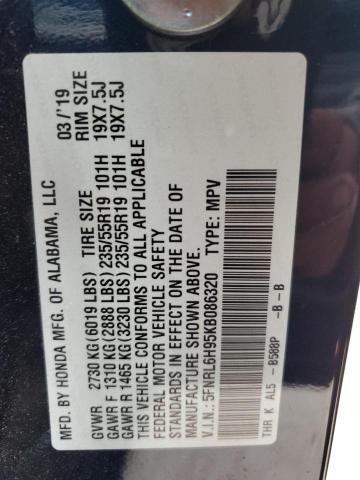 MFD. BY HONDA MFG. OF ALABAMA, LLC 03/'19
TIRE SIZE RIM SIZE
GVWR 2730 KG(6019 LBS)
GAWR F 1310 KG(2888 LBS) 235/55R19 101H 19X7.5J
GAWR R 1465 KG(3230 LBS) 235/55R19 101H 19X7.5J
THIS VEHICLE CONFORMS TO ALL APPLICABLE
FEDERAL MOTOR VEHICLE SAFETY
STANDARDS IN EFFECT ON THE DATE OF
MANUFACTURE SHOWN ABOVE.
V.I.N.: 5FNRL6H95KB086320 TYPE: MPV
THR K AL5 - B588P -B -B